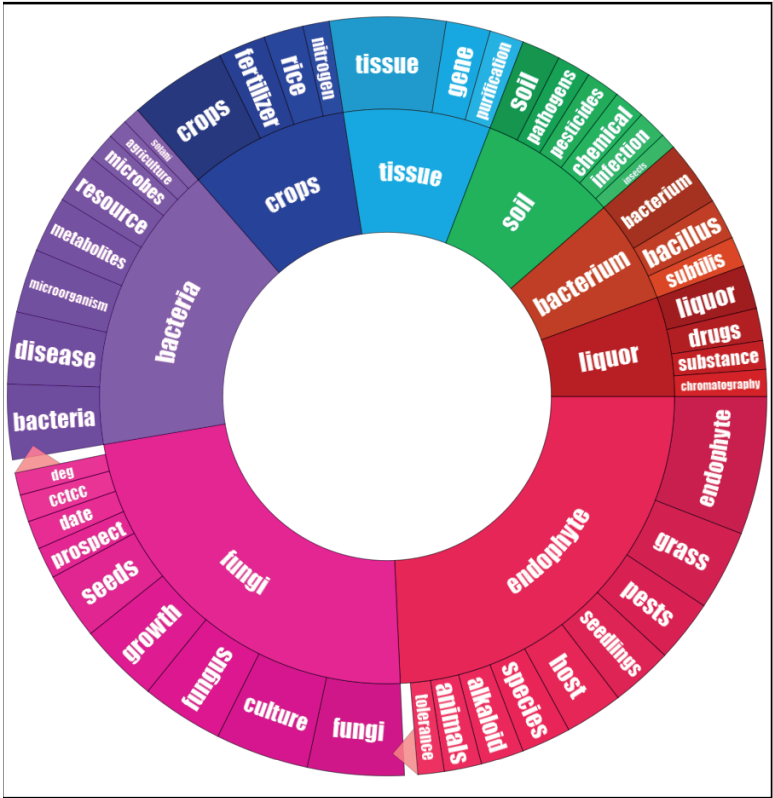 tissue
gene
purification
soil
pathogens
pesticides
chemical
infection
insects
bacterium
bacillus
subtilis
liquor
drugs
substance
chromatography
endophyte
grass
pests
seedlings
host
species
alkaloid
animals
tolerance
fungi
culture
fungus
growth
seeds
prospect
date
cctcc
deg
bacteria
disease
microorganism
metabolites
resource
microbes
agriculture
solani
crops
fertilizer
rice
nitrogen
tissue
soil
bacterium
liquor
endophyte
fungi
bacteria
crops